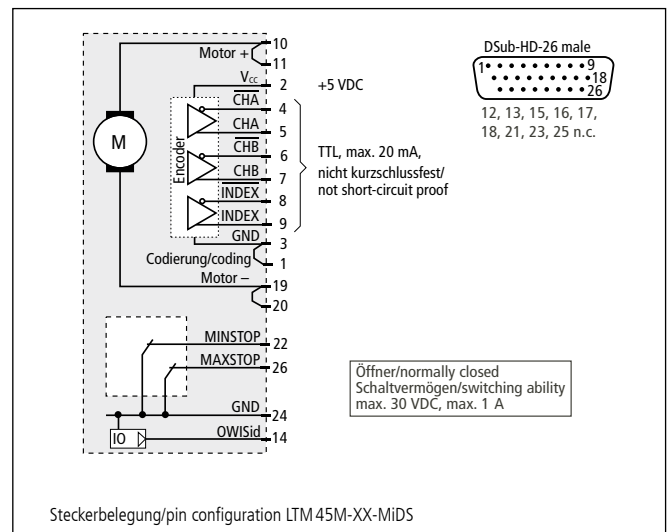 Motor + 10
11
Vcc 2 +5 VDC
CHA 4
CHA 5
CHB 6
CHB 7
INDEX 8
INDEX 9
GND 3
Codierung/coding 1
Motor – 19
20
M
Encoder
TTL, max. 20 mA,
nicht kurzschlussfest/
not short-circuit proof
DSub-HD-26 male
1 9
18
26
12, 13, 15, 16, 17,
18, 21, 23, 25 n.c.
MINSTOP 22
MAXSTOP 26
GND 24
IO OWISid 14
Öffner/normally closed
Schaltvermögen/switching ability
max. 30 VDC, max. 1 A
Steckerbelegung/pin configuration LTM 45M-XX-MiDS